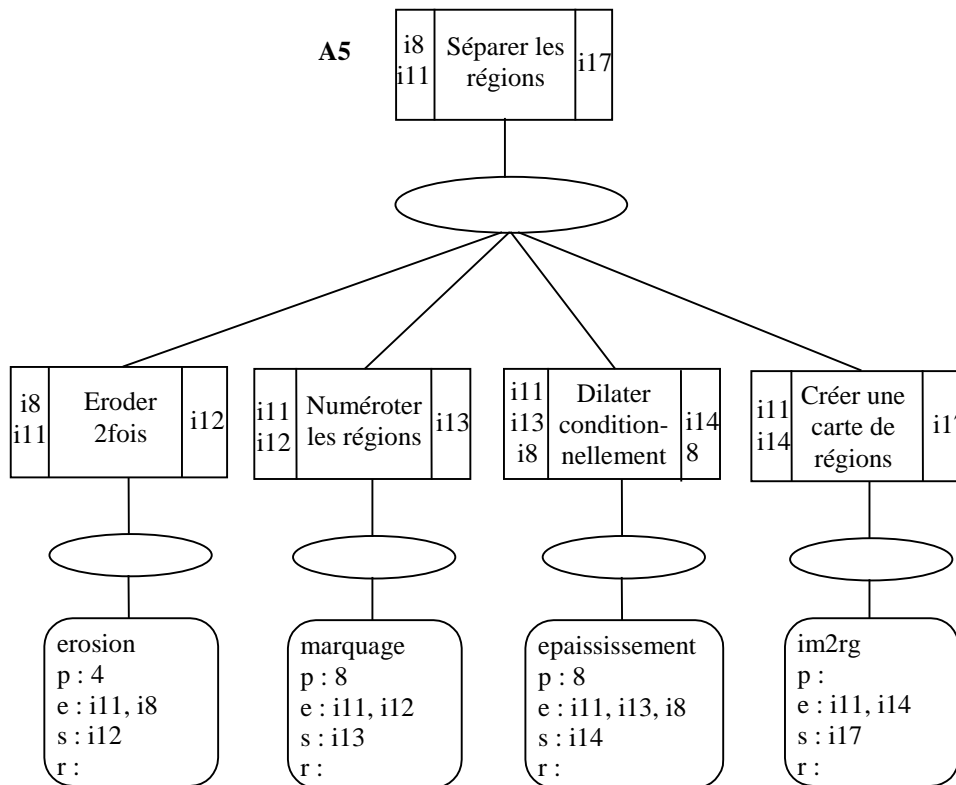 A5
i8
i11
Séparer les
régions
i17
i8
i11
Eroder
2fois
i12
i11
i12
Numéroter
les régions
i13
i11
i13
i8
Dilater
condition-
nellement
i14
8
i11
i14
Créer une
carte de
régions
i17
erosion
p : 4
e : i11, i8
s : i12
r :
marquage
p : 8
e : i11, i12
s : i13
r :
epaississement
p : 8
e : i11, i13, i8
s : i14
r :
im2rg
p :
e : i11, i14
s : i17
r :